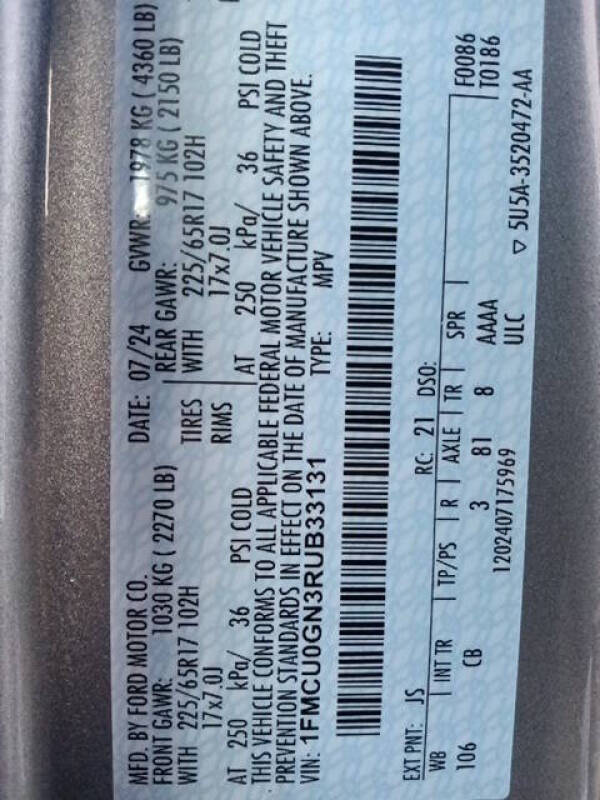 MFD. BY FORD MOTOR CO.
DATE: 07/24 GVWR: 1978 KG ( 4360 LB)
FRONT GAWR: 1030 KG ( 2270 LB) REAR GAWR: 975 KG ( 2150 LB)
WITH 225/65R17 102H TIRES WITH 225/65R17 102H
17x7.0J RIMS 17x7.0J
AT 250 kPa/ 36 PSI COLD AT 250 kPa/ 36 PSI COLD
THIS VEHICLE CONFORMS TO ALL APPLICABLE FEDERAL MOTOR VEHICLE SAFETY AND THEFT
PREVENTION STANDARDS IN EFFECT ON THE DATE OF MANUFACTURE SHOWN ABOVE.
VIN: 1FMCU0GN3RUB33131 TYPE: MPV
EXT PNT: JS RC: 21 DSO: F0086
WB INT TR TP/PS R AXLE TR SPR T0186
106 CB 3 81 8 AAAA
1202407175969 ULC
▽ 5U5A-3520472-AA